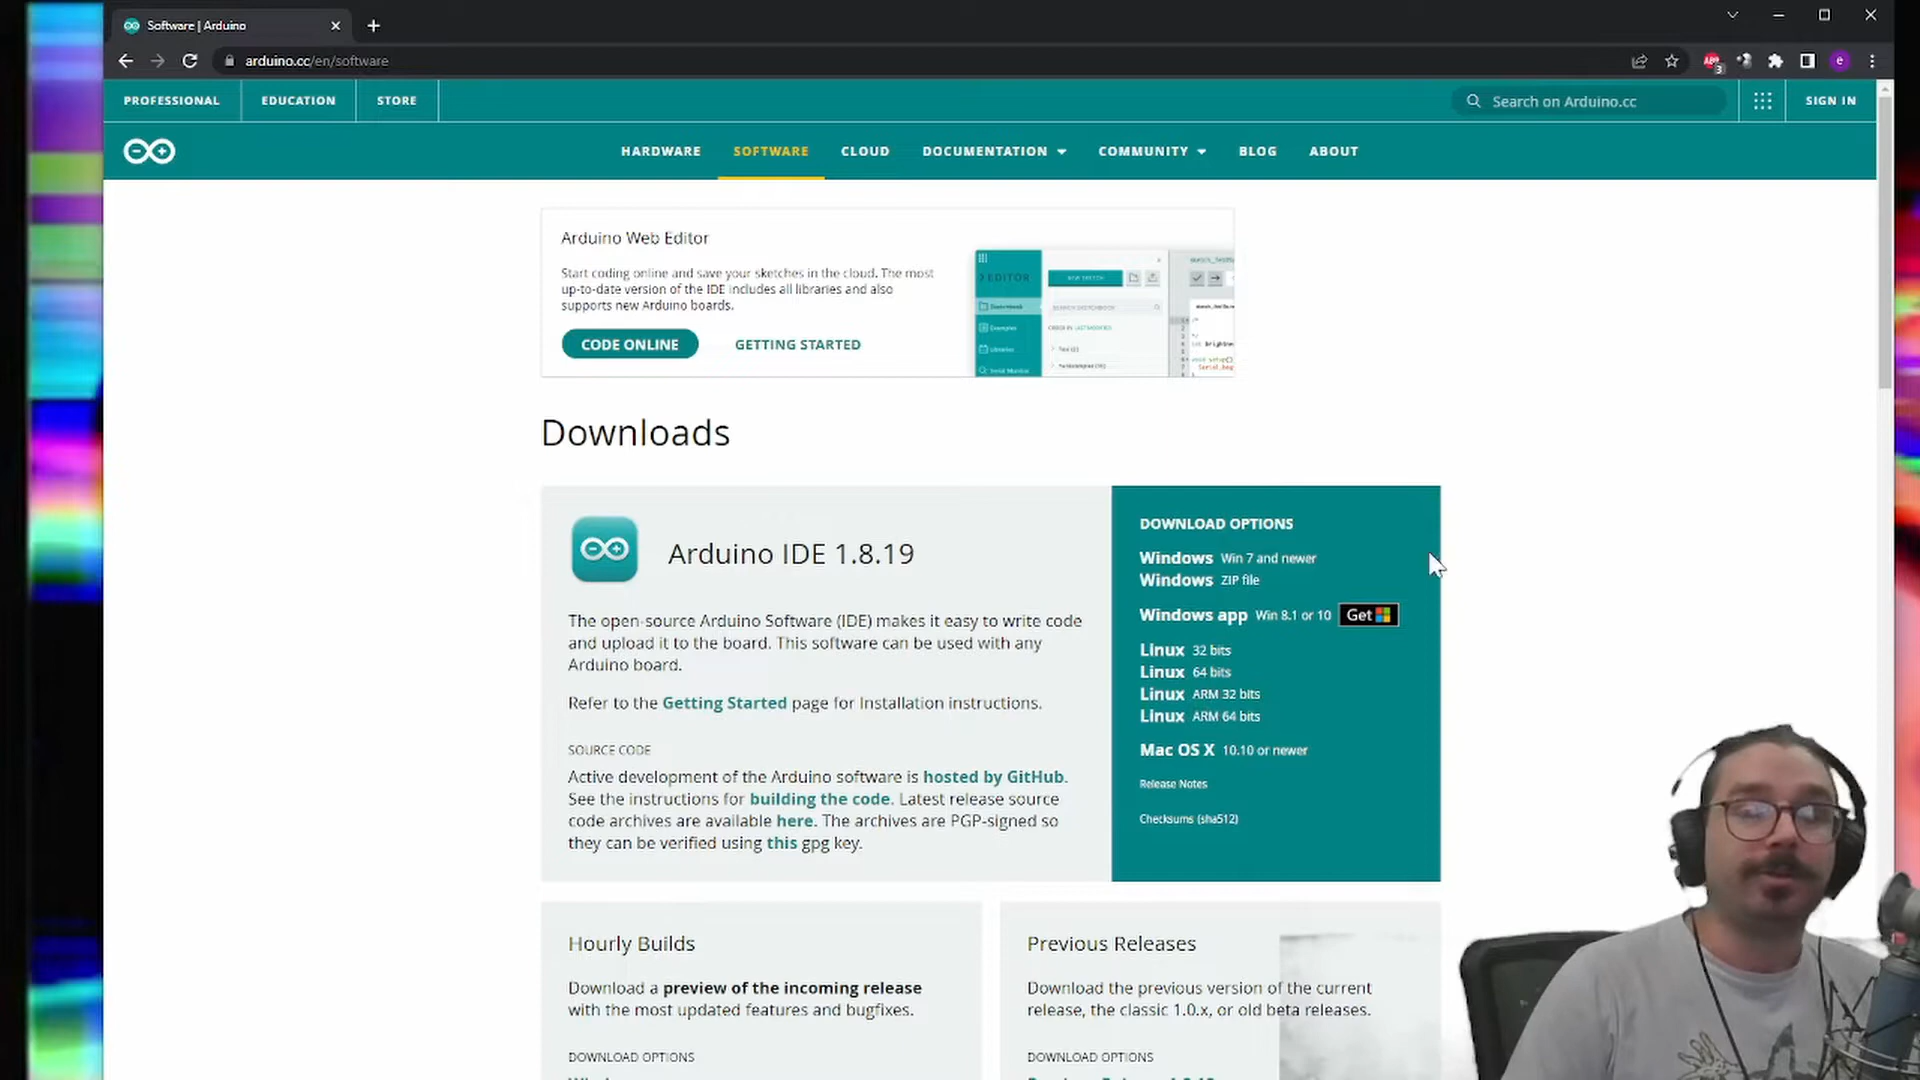 Software | Arduino
arduino.cc/en/software
3
e
PROFESSIONAL
EDUCATION
STORE
Search on Arduino.cc
SIGN IN
HARDWARE
SOFTWARE
CLOUD
DOCUMENTATION
COMMUNITY
BLOG
ABOUT
Arduino Web Editor
Start coding online and save your sketches in the cloud. The most
up-to-date version of the IDE includes all libraries and also
supports new Arduino boards.
CODE ONLINE
GETTING STARTED
EDITOR
NEW SKETCH
SEARCH SKETCHBOOK
Sketchbook
Examples
Libraries
Serial Monitor
Downloads
Arduino IDE 1.8.19
The open-source Arduino Software (IDE) makes it easy to write code
and upload it to the board. This software can be used with any
Arduino board.
Refer to the Getting Started page for Installation instructions.
SOURCE CODE
Active development of the Arduino software is hosted by GitHub.
See the instructions for building the code. Latest release source
code archives are available here. The archives are PGP-signed so
they can be verified using this gpg key.
DOWNLOAD OPTIONS
Windows Win 7 and newer
Windows ZIP file
Windows app Win 8.1 or 10 Get
Linux 32 bits
Linux 64 bits
Linux ARM 32 bits
Linux ARM 64 bits
Mac OS X 10.10 or newer
Release Notes
Checksums (sha512)
Hourly Builds
Download a preview of the incoming release
with the most updated features and bugfixes.
DOWNLOAD OPTIONS
Previous Releases
Download the previous version of the current
release, the classic 1.0.x, or old beta releases.
DOWNLOAD OPTIONS